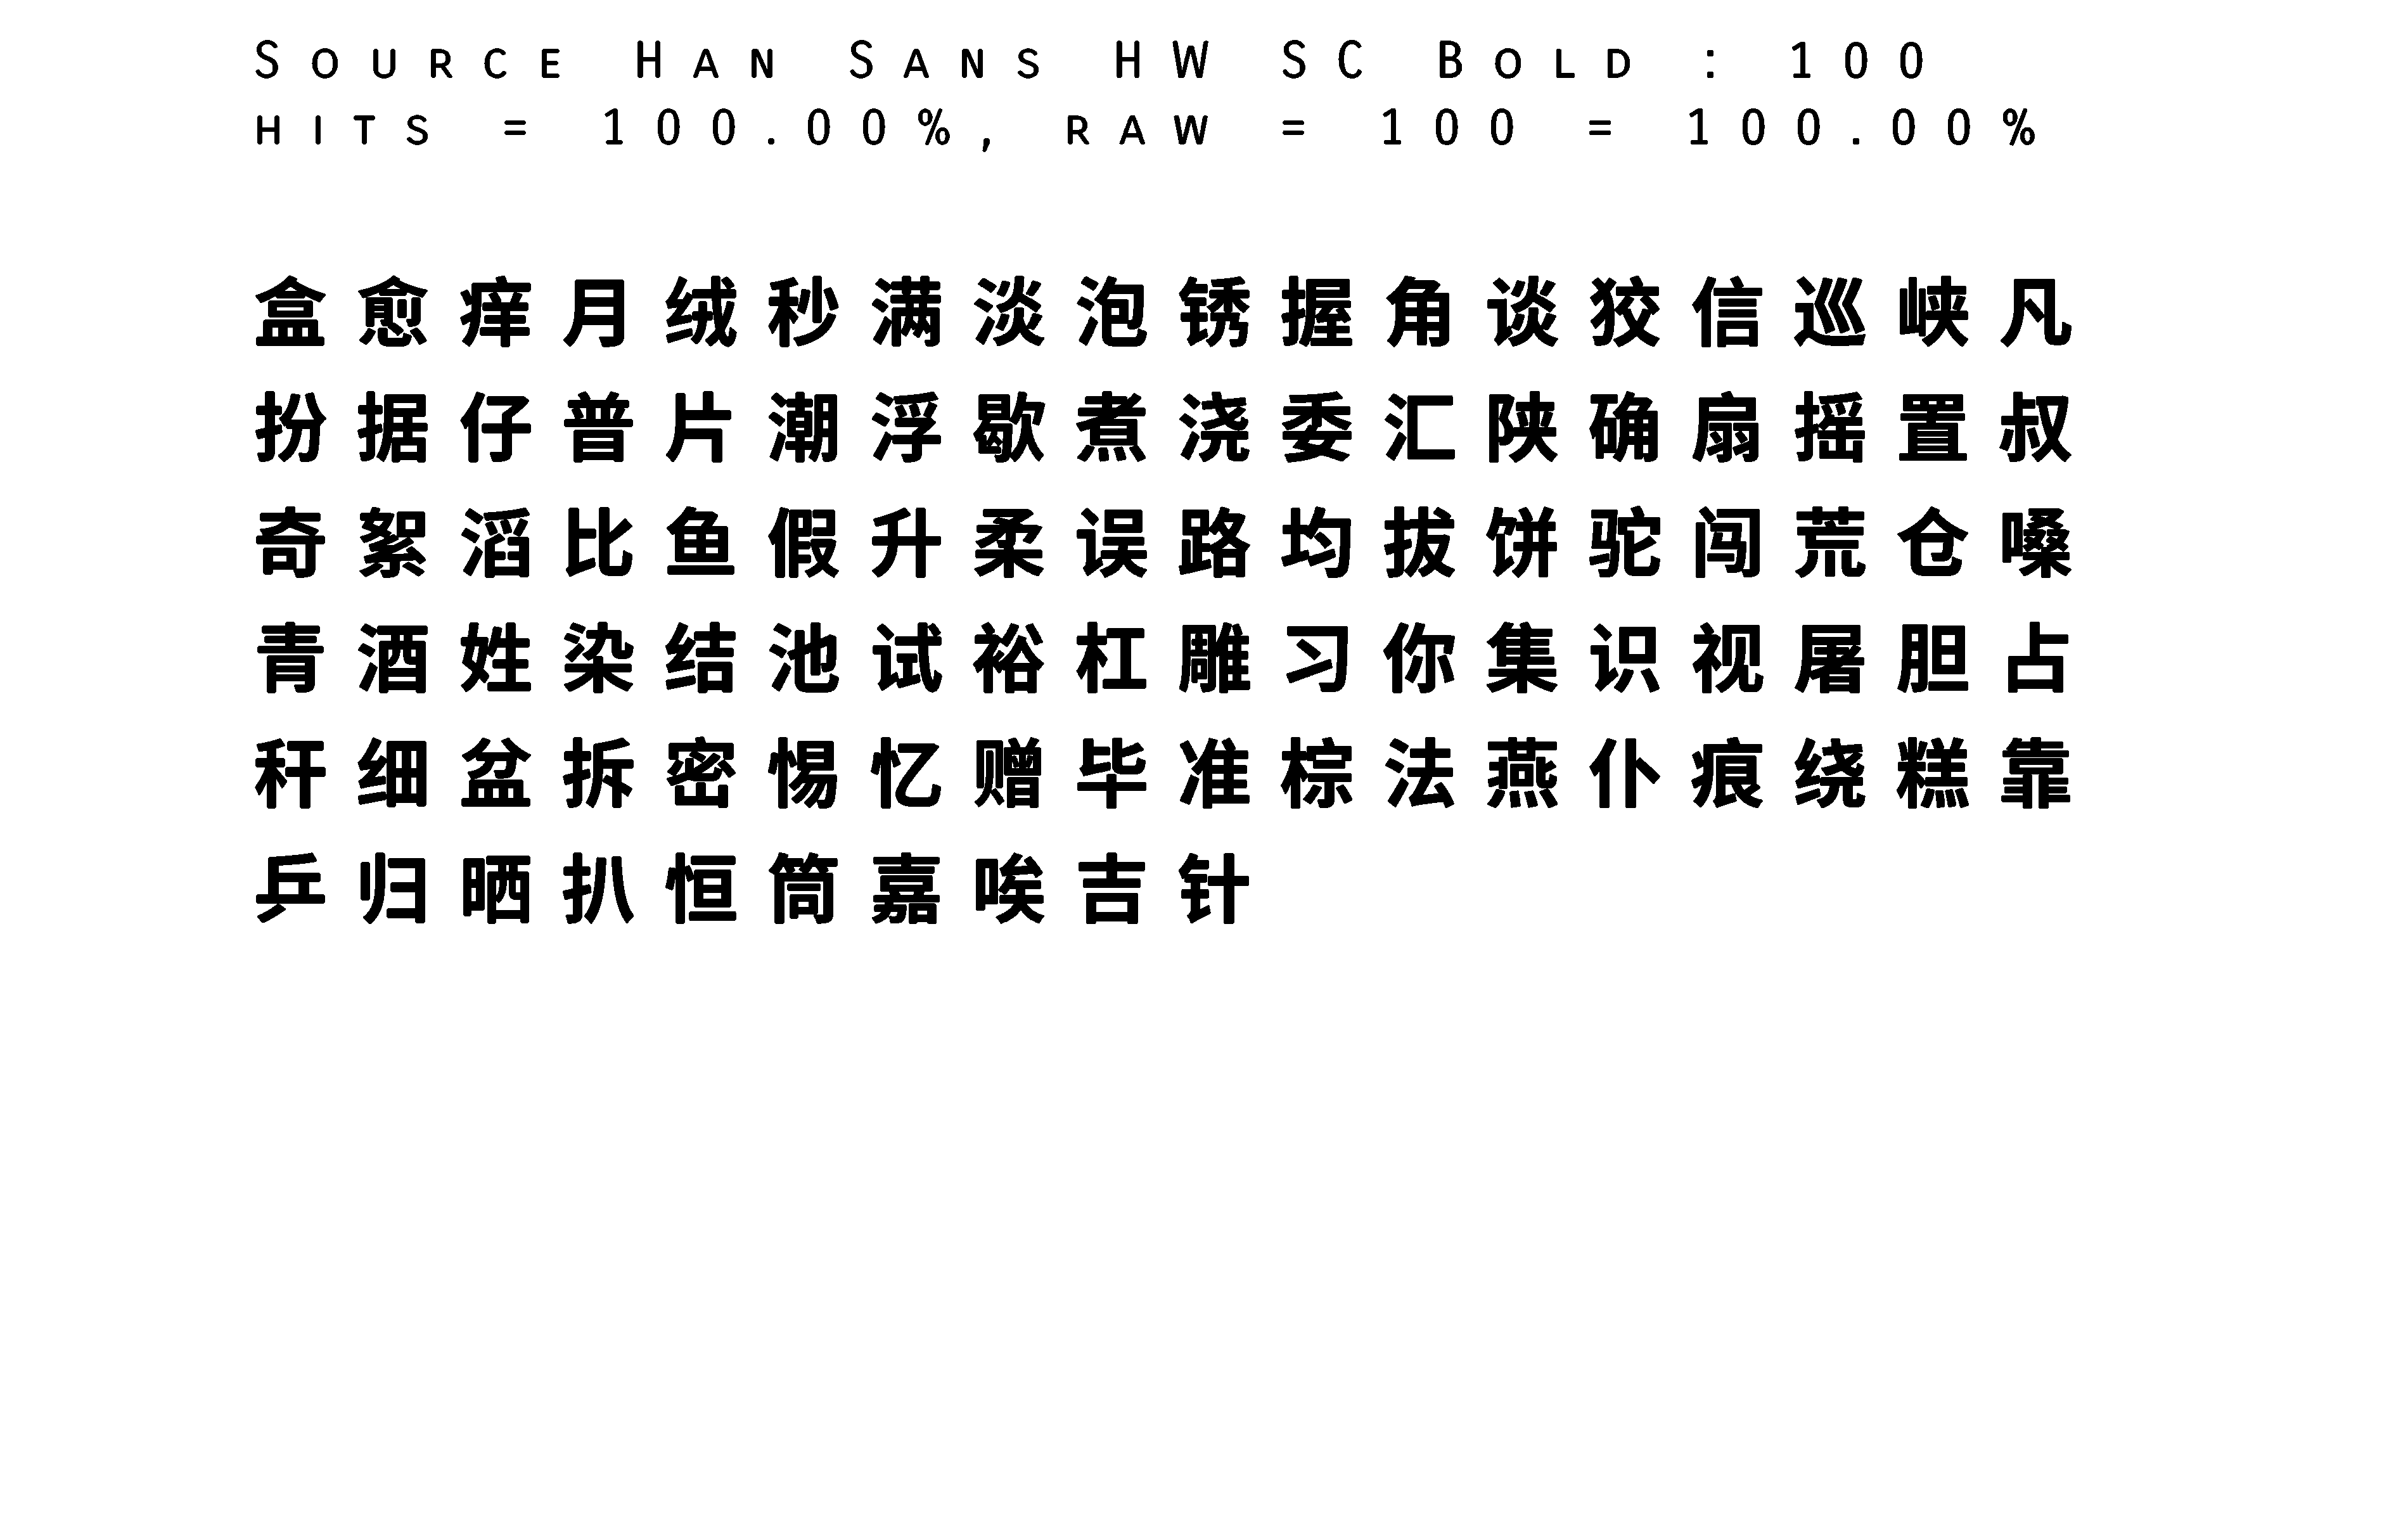 Source Han Sans HW SC Bold : 100
hits = 100.00%, raw = 100 = 100.00%
盒愈痒月绒秒满淡泡锈握角谈狡信巡峡凡
扮据仔普片潮浮歇煮浇委汇陕确扇摇置叔
奇絮滔比鱼假升柔误路均拔饼驼闯荒仓嗓
青酒姓染结池试裕杠雕习你集识视屠胆占
秆细盆拆密惕忆赠毕准棕法燕仆痕绕糕靠
乒归晒扒恒筒嘉唉吉针